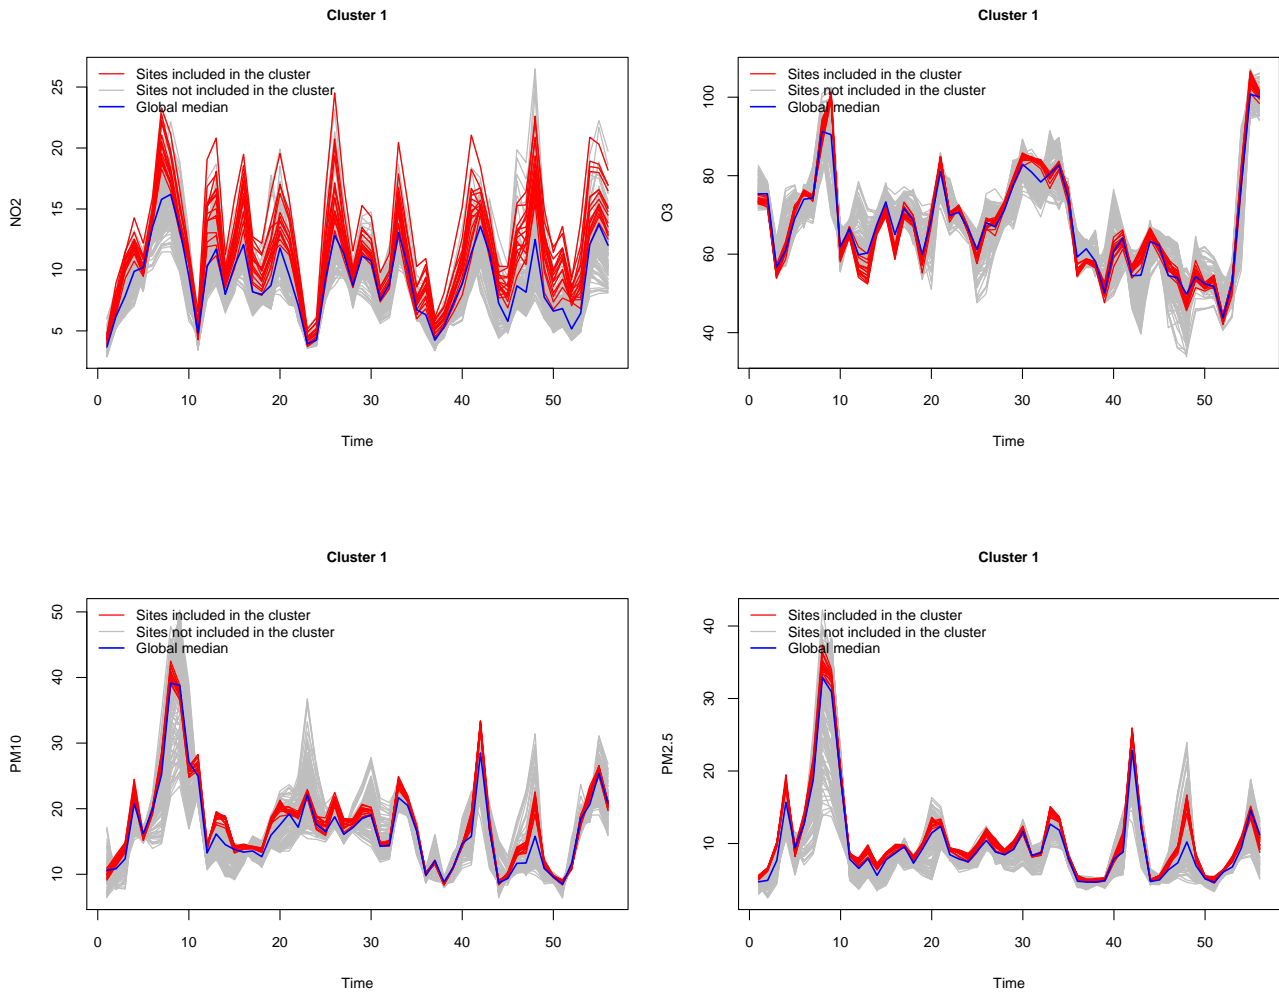 Cluster 1
Sites included in the cluster
Sites not included in the cluster
Global median
NO2
25
20
15
10
5
0 10 20 30 40 50
Time
Cluster 1
Sites included in the cluster
Sites not included in the cluster
Global median
O3
100
80
60
40
0 10 20 30 40 50
Time
Cluster 1
Sites included in the cluster
Sites not included in the cluster
Global median
PM10
50
40
30
20
10
0 10 20 30 40 50
Time
Cluster 1
Sites included in the cluster
Sites not included in the cluster
Global median
PM2.5
40
30
20
10
0 10 20 30 40 50
Time